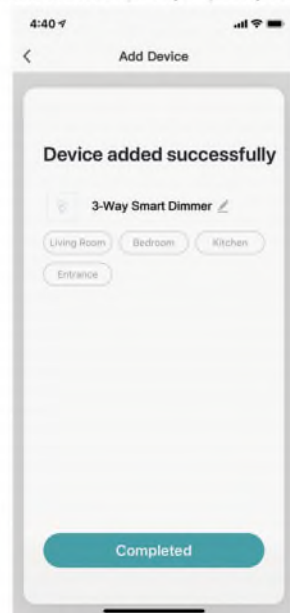 4:40
Add Device
Device added successfully
3-Way Smart Dimmer
Living Room Bedroom Kitchen
Entrance
Completed